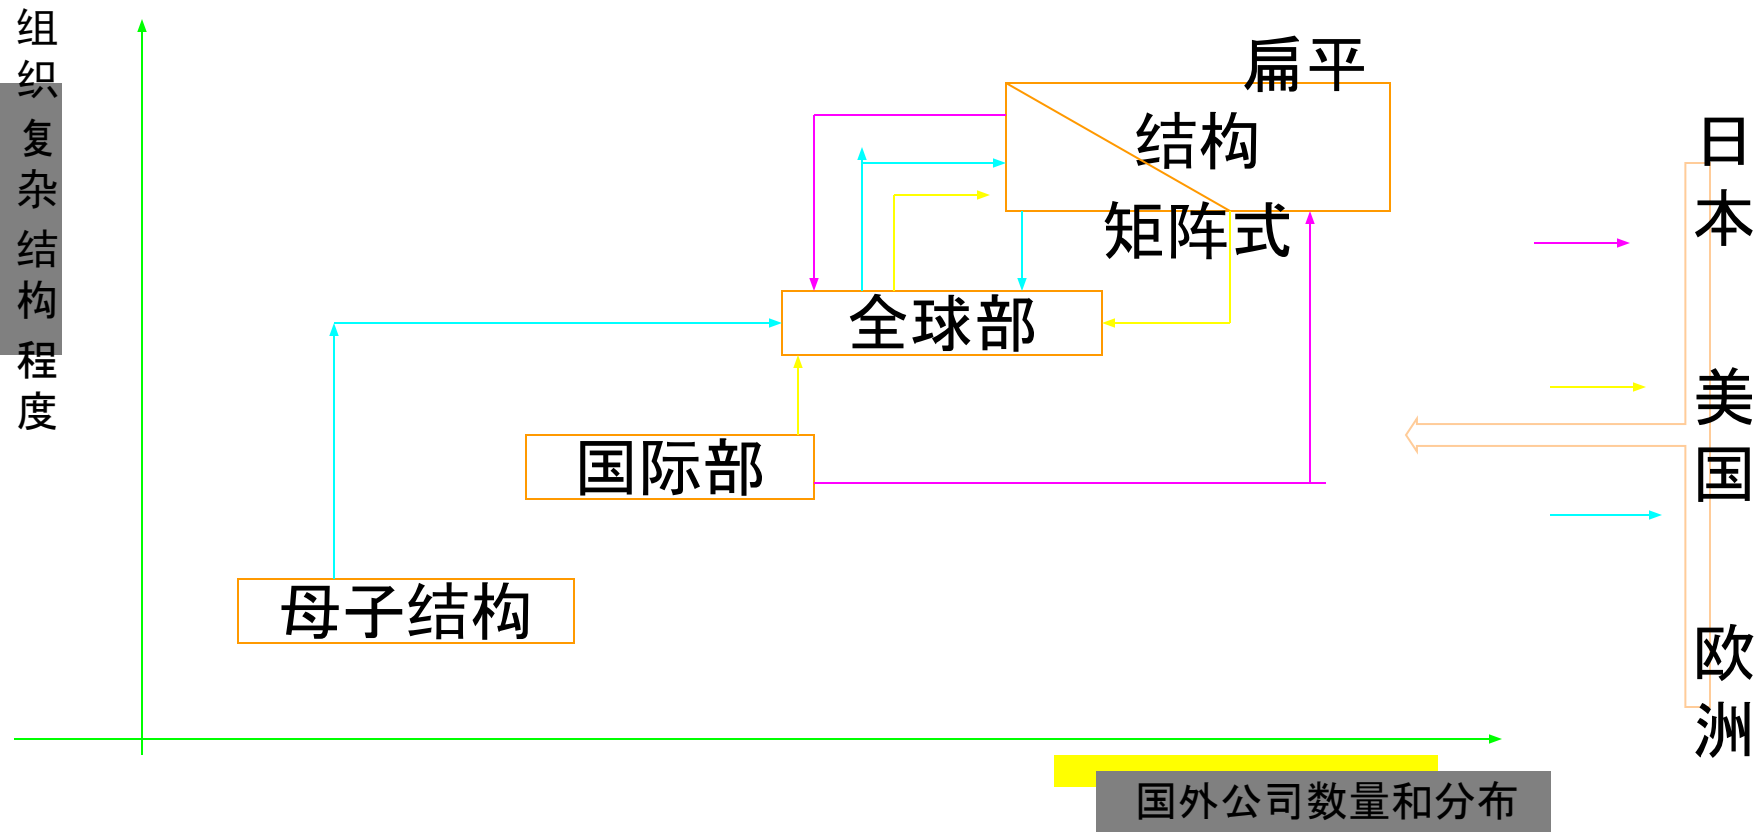 组织复杂结构程度
扁平
结构
矩阵式
全球部
国际部
母子结构
国外公司数量和分布
日本
美国
欧洲